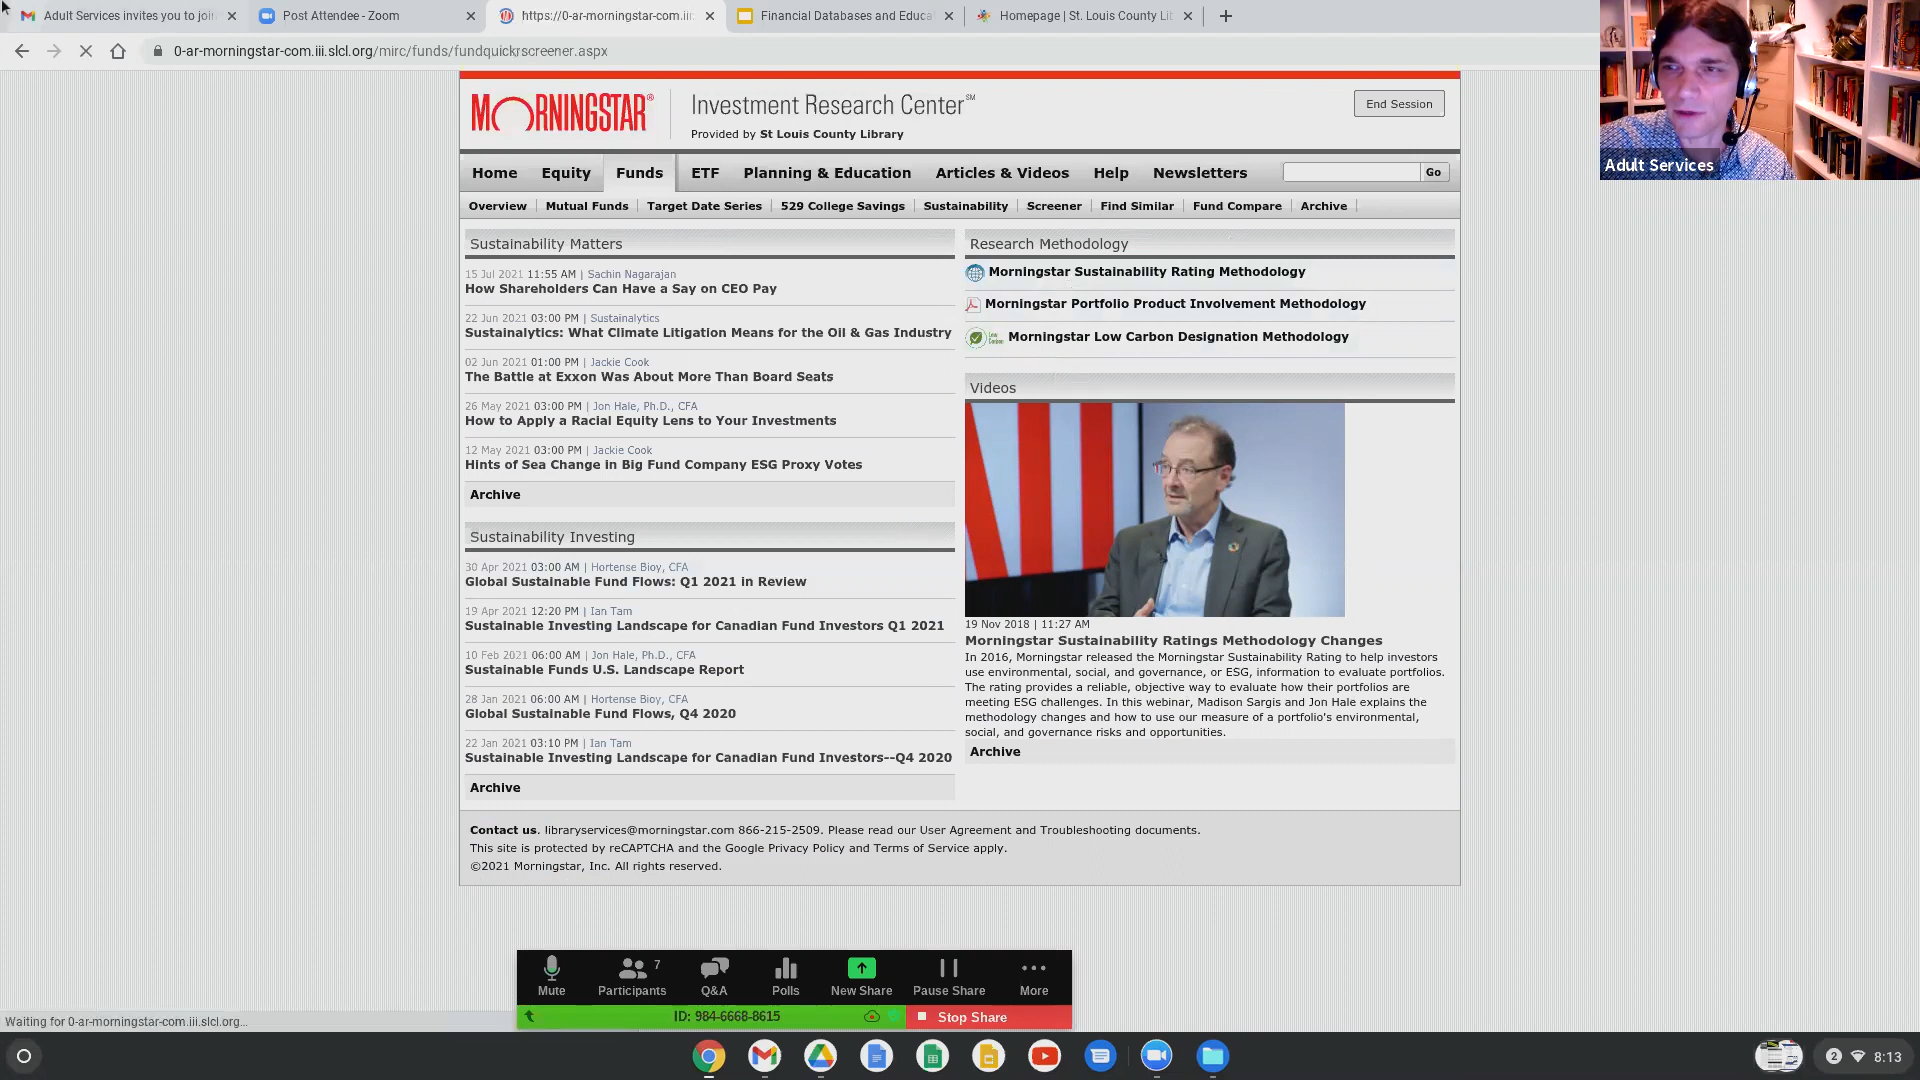 Adult Services invites you to join
Post Attendee - Zoom
https://0-ar-morningstar-com.iii.
Financial Databases and Educa
Homepage | St. Louis County Li
0-ar-morningstar-com.iii.slcl.org/mirc/funds/fundquickrscreener.aspx
MORNINGSTAR®
Investment Research Center℠
Provided by St Louis County Library
End Session
Home
Equity
Funds
ETF
Planning & Education
Articles & Videos
Help
Newsletters
Go
Overview
Mutual Funds
Target Date Series
529 College Savings
Sustainability
Screener
Find Similar
Fund Compare
Archive
Adult Services
Sustainability Matters
15 Jul 2021 11:55 AM | Sachin Nagarajan
How Shareholders Can Have a Say on CEO Pay
22 Jun 2021 03:00 PM | Sustainalytics
Sustainalytics: What Climate Litigation Means for the Oil & Gas Industry
02 Jun 2021 01:00 PM | Jackie Cook
The Battle at Exxon Was About More Than Board Seats
26 May 2021 03:00 PM | Jon Hale, Ph.D., CFA
How to Apply a Racial Equity Lens to Your Investments
12 May 2021 03:00 PM | Jackie Cook
Hints of Sea Change in Big Fund Company ESG Proxy Votes
Archive
Sustainability Investing
30 Apr 2021 03:00 AM | Hortense Bioy, CFA
Global Sustainable Fund Flows: Q1 2021 in Review
19 Apr 2021 12:20 PM | Ian Tam
Sustainable Investing Landscape for Canadian Fund Investors Q1 2021
10 Feb 2021 06:00 AM | Jon Hale, Ph.D., CFA
Sustainable Funds U.S. Landscape Report
28 Jan 2021 06:00 AM | Hortense Bioy, CFA
Global Sustainable Fund Flows, Q4 2020
22 Jan 2021 03:10 PM | Ian Tam
Sustainable Investing Landscape for Canadian Fund Investors--Q4 2020
Archive
Research Methodology
Morningstar Sustainability Rating Methodology
Morningstar Portfolio Product Involvement Methodology
Low Carbon
Morningstar Low Carbon Designation Methodology
Videos
19 Nov 2018 | 11:27 AM
Morningstar Sustainability Ratings Methodology Changes
In 2016, Morningstar released the Morningstar Sustainability Rating to help investors
use environmental, social, and governance, or ESG, information to evaluate portfolios.
The rating provides a reliable, objective way to evaluate how their portfolios are
meeting ESG challenges. In this webinar, Madison Sargis and Jon Hale explains the
methodology changes and how to use our measure of a portfolio's environmental,
social, and governance risks and opportunities.
Archive
Contact us. libraryservices@morningstar.com 866-215-2509. Please read our User Agreement and Troubleshooting documents.
This site is protected by reCAPTCHA and the Google Privacy Policy and Terms of Service apply.
©2021 Morningstar, Inc. All rights reserved.
Mute
Participants 7
Q&A
Polls
New Share
Pause Share
More
ID: 984-6668-8615
Stop Share
Waiting for 0-ar-morningstar-com.iii.slcl.org...
2
8:13